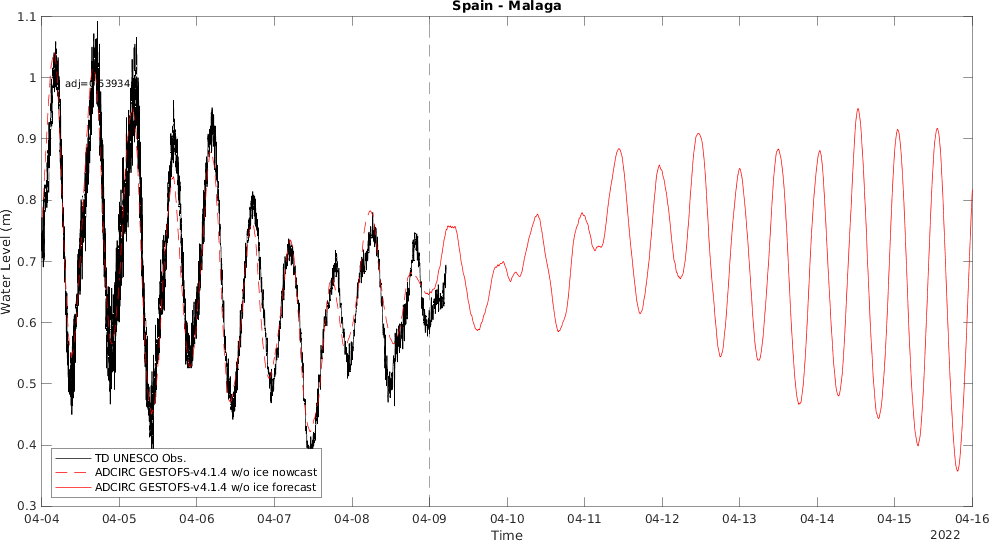 Spain - Malaga
1.1
1
0.9
0.8
0.7
0.6
0.5
0.4
0.3
Water Level (m)
TD UNESCO Obs.
ADCIRC GESTOFS-v4.1.4 w/o ice nowcast
ADCIRC GESTOFS-v4.1.4 w/o ice forecast
04-04 04-05 04-06 04-07 04-08 04-09 04-10 04-11 04-12 04-13 04-14 04-15 04-16
Time
2022